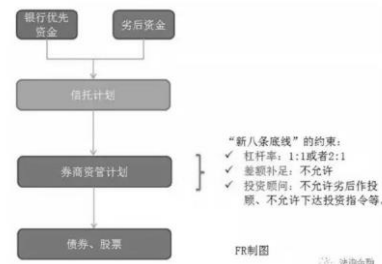 银行优先
资金
劣后资金
信托计划
券商资管计划
“新八条底线”的约束：
✓ 杠杆率：1:1或者2:1
✓ 差额补足：不允许
✓ 投资顾问：不允许劣后作投
顾、不允许下达投资指令等。
债券、股票
FR制图